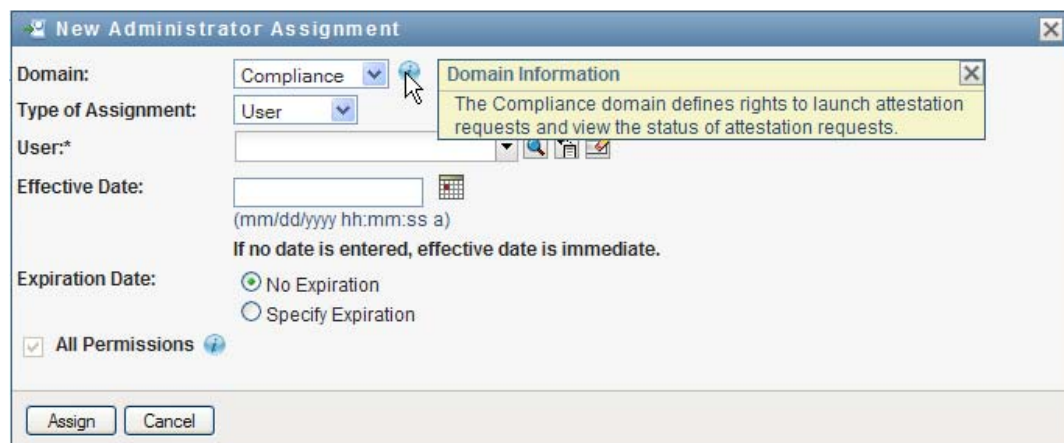 New Administrator Assignment
Domain:
Compliance
Domain Information
The Compliance domain defines rights to launch attestation
requests and view the status of attestation requests.
Type of Assignment:
User
User:*
Effective Date:
(mm/dd/yyyy hh:mm:ss a)
If no date is entered, effective date is immediate.
Expiration Date:
No Expiration
Specify Expiration
All Permissions
Assign
Cancel